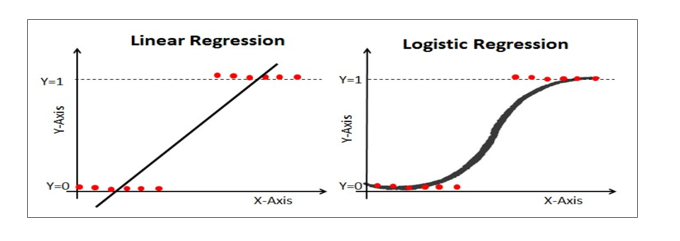 Linear Regression
Y=1
Y-Axis
Y=0
X-Axis
Logistic Regression
Y=1
Y-Axis
Y=0
X-Axis